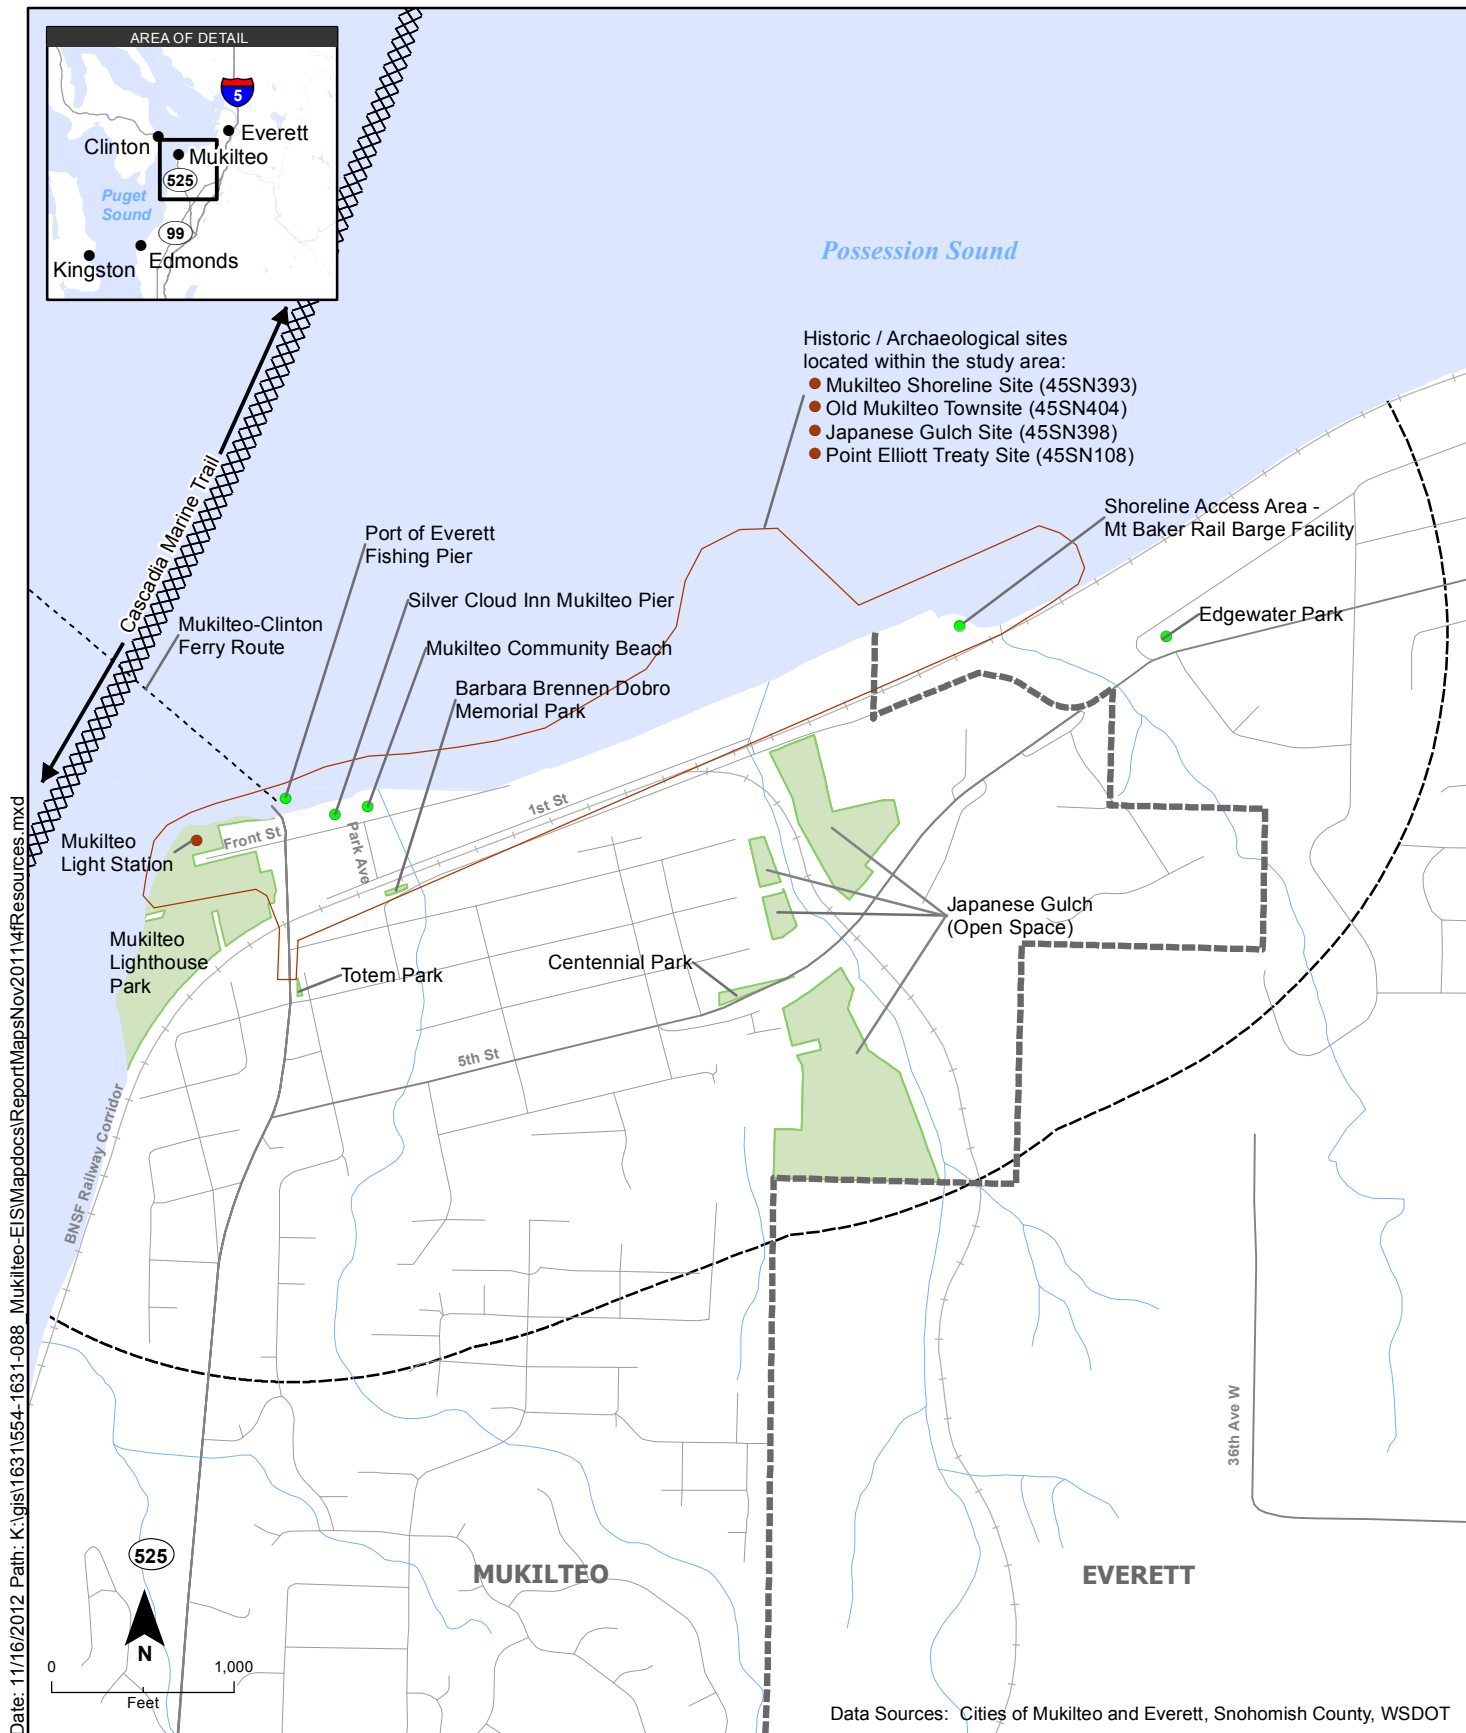 AREA OF DETAIL
5
Everett
Clinton
Mukilteo
525
Puget
Sound
99
Edmonds
Kingston
Possession Sound
Historic / Archaeological sites
located within the study area:
Mukilteo Shoreline Site (45SN393)
Old Mukilteo Townsite (45SN404)
Japanese Gulch Site (45SN398)
Point Elliott Treaty Site (45SN108)
Cascadia Marine Trail
Port of Everett
Fishing Pier
Shoreline Access Area -
Mt Baker Rail Barge Facility
Silver Cloud Inn Mukilteo Pier
Edgewater Park
Mukilteo-Clinton
Ferry Route
Mukilteo Community Beach
Barbara Brennen Dobro
Memorial Park
1st St
Front St
Park Ave
Mukilteo
Light Station
Japanese Gulch
(Open Space)
Mukilteo
Lighthouse
Park
Totem Park
Centennial Park
5th St
BNSF Railway Corridor
36th Ave W
525
MUKILTEO
EVERETT
N
0
1,000
Feet
Data Sources: Cities of Mukilteo and Everett, Snohomish County, WSDOT
Date: 11/16/2012 Path: K:\gis\1631\554-1631-088_Mukilteo-EIS\Mapdocs\ReportMapsNov2011\4fResources.mxd